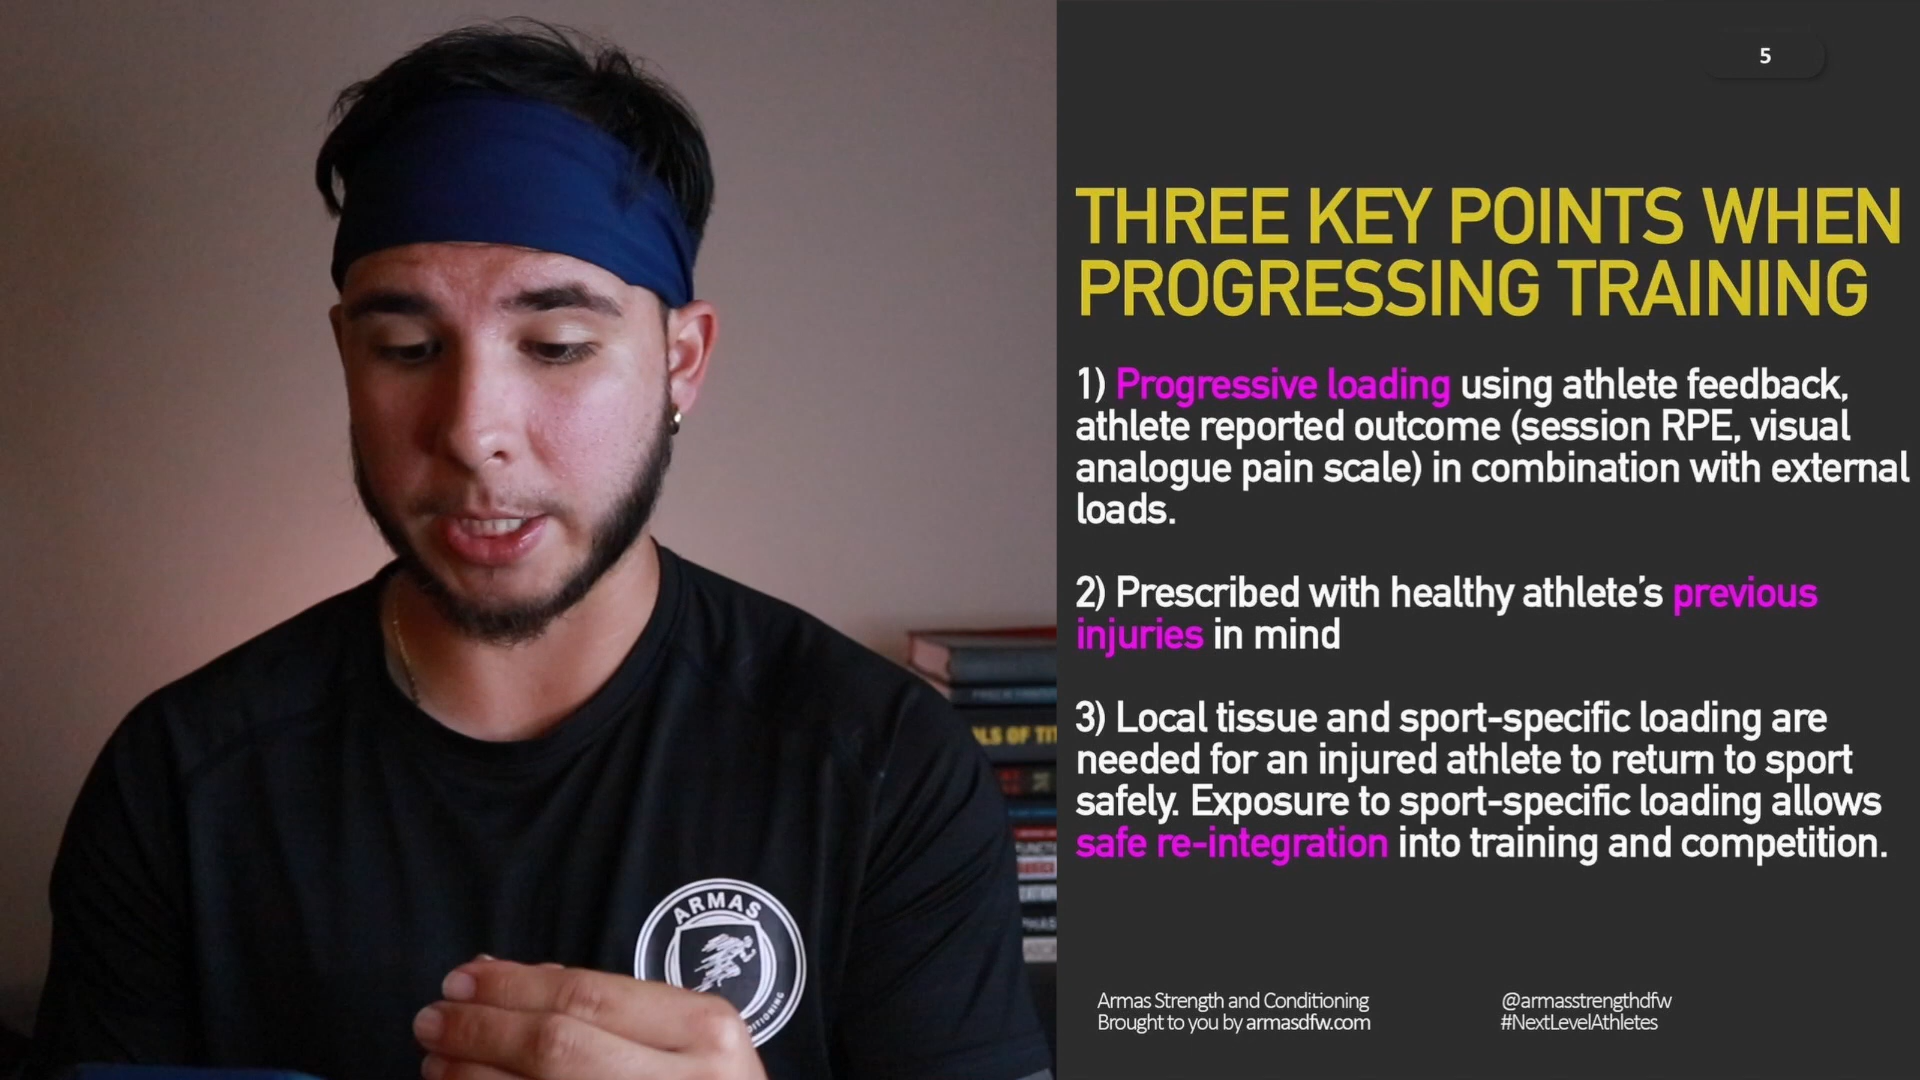 5
THREE KEY POINTS WHEN
PROGRESSING TRAINING
1) Progressive loading using athlete feedback,
athlete reported outcome (session RPE, visual
analogue pain scale) in combination with external
loads.
2) Prescribed with healthy athlete’s previous
injuries in mind
3) Local tissue and sport-specific loading are
needed for an injured athlete to return to sport
safely. Exposure to sport-specific loading allows
safe re-integration into training and competition.
ARMAS
Armas Strength and Conditioning
Brought to you by armasdfw.com
@armasstrengthdfw
#NextLevelAthletes